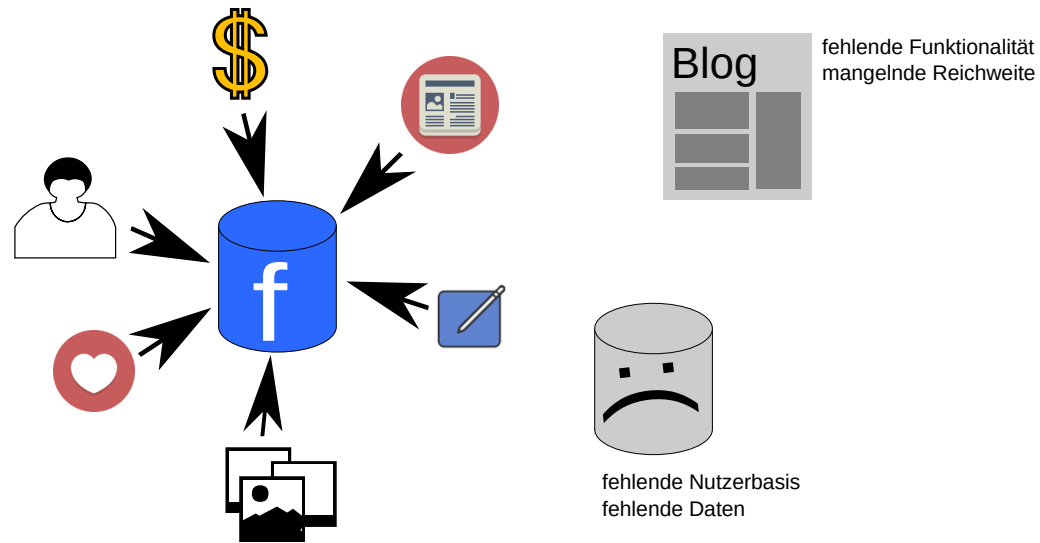 Blog
fehlende Funktionalität
mangelnde Reichweite
f
fehlende Nutzerbasis
fehlende Daten